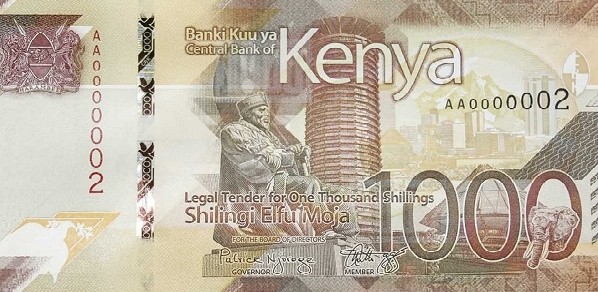 Banki Kuu ya
Central Bank of
Kenya
AA0000002
AA0000002
HARAMBEE
Legal Tender for One Thousand Shillings
Shilingi Elfu Moja
1000
FOR THE BOARD OF DIRECTORS
Patrick Njoroge
GOVERNOR
MEMBER